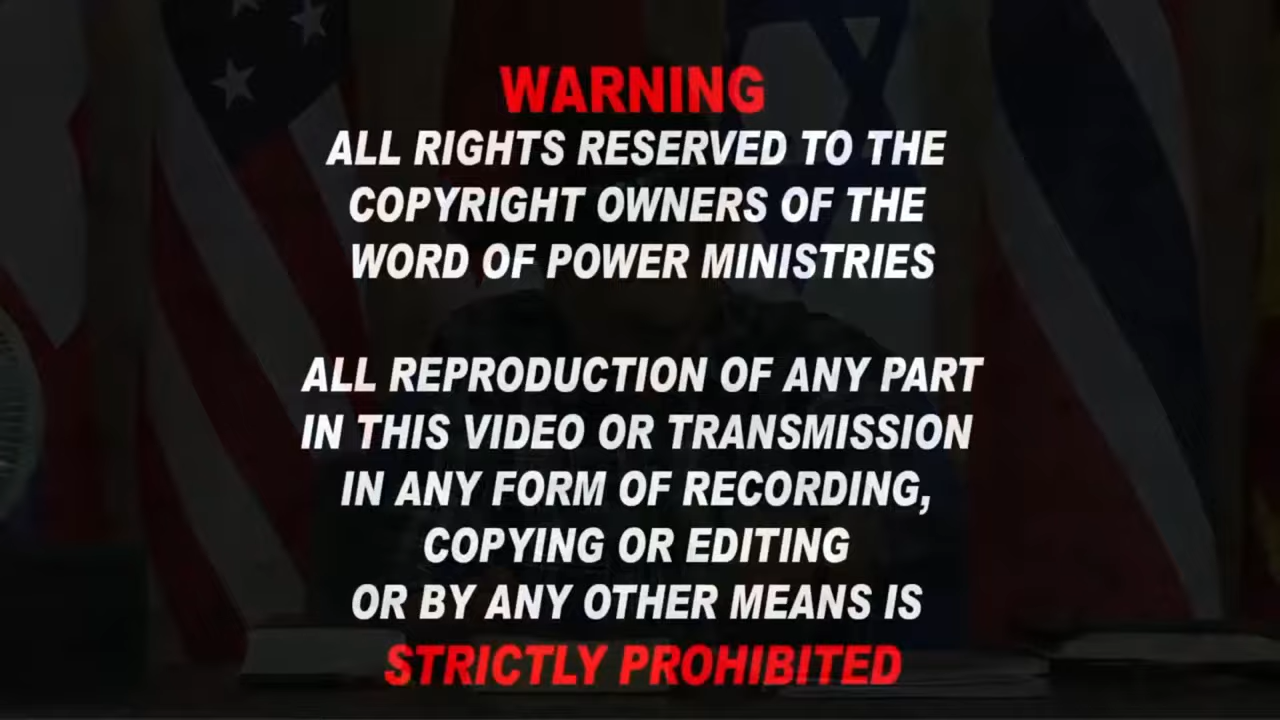 WARNING
ALL RIGHTS RESERVED TO THE
COPYRIGHT OWNERS OF THE
WORD OF POWER MINISTRIES
ALL REPRODUCTION OF ANY PART
IN THIS VIDEO OR TRANSMISSION
IN ANY FORM OF RECORDING,
COPYING OR EDITING
OR BY ANY OTHER MEANS IS
STRICTLY PROHIBITED